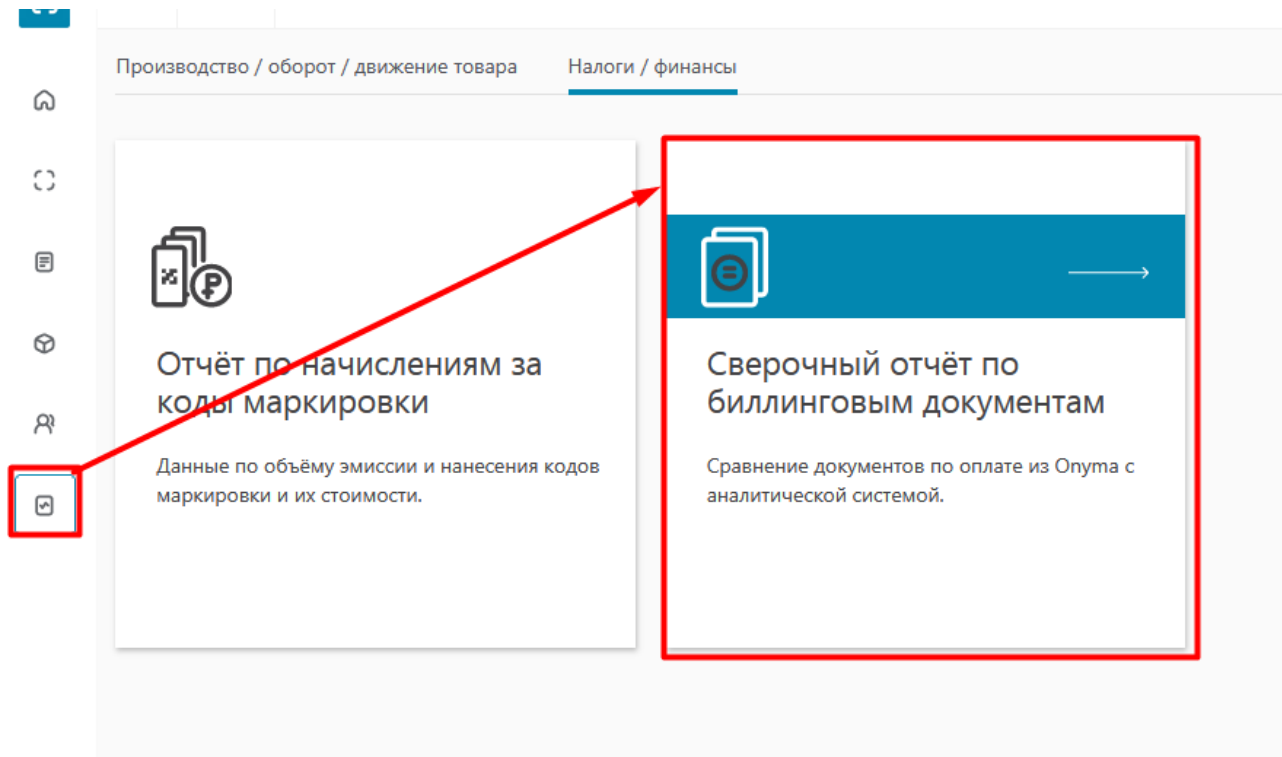 Производство / оборот / движение товара
Налоги / финансы
Отчёт по начислениям за
коды маркировки
Данные по объёму эмиссии и нанесения кодов
маркировки и их стоимости.
Сверочный отчёт по
биллинговым документам
Сравнение документов по оплате из Onyma с
аналитической системой.